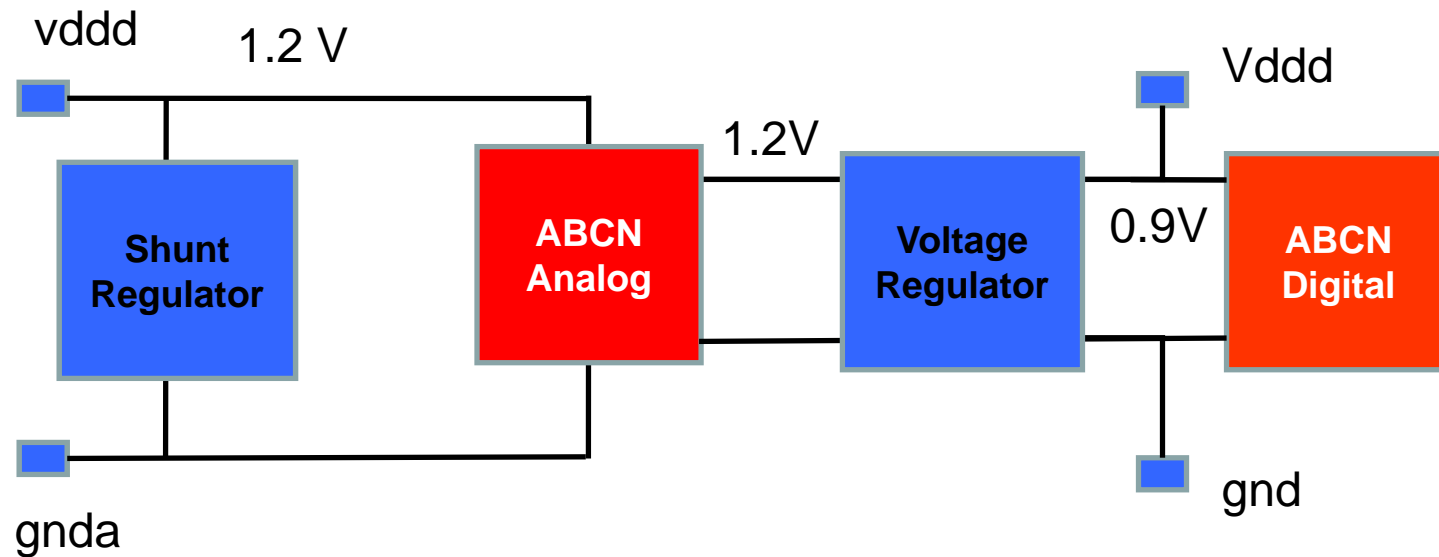 vddd
1.2 V
Vddd
1.2V
Shunt
Regulator
ABCN
Analog
Voltage
Regulator
0.9V
ABCN
Digital
gnda
gnd